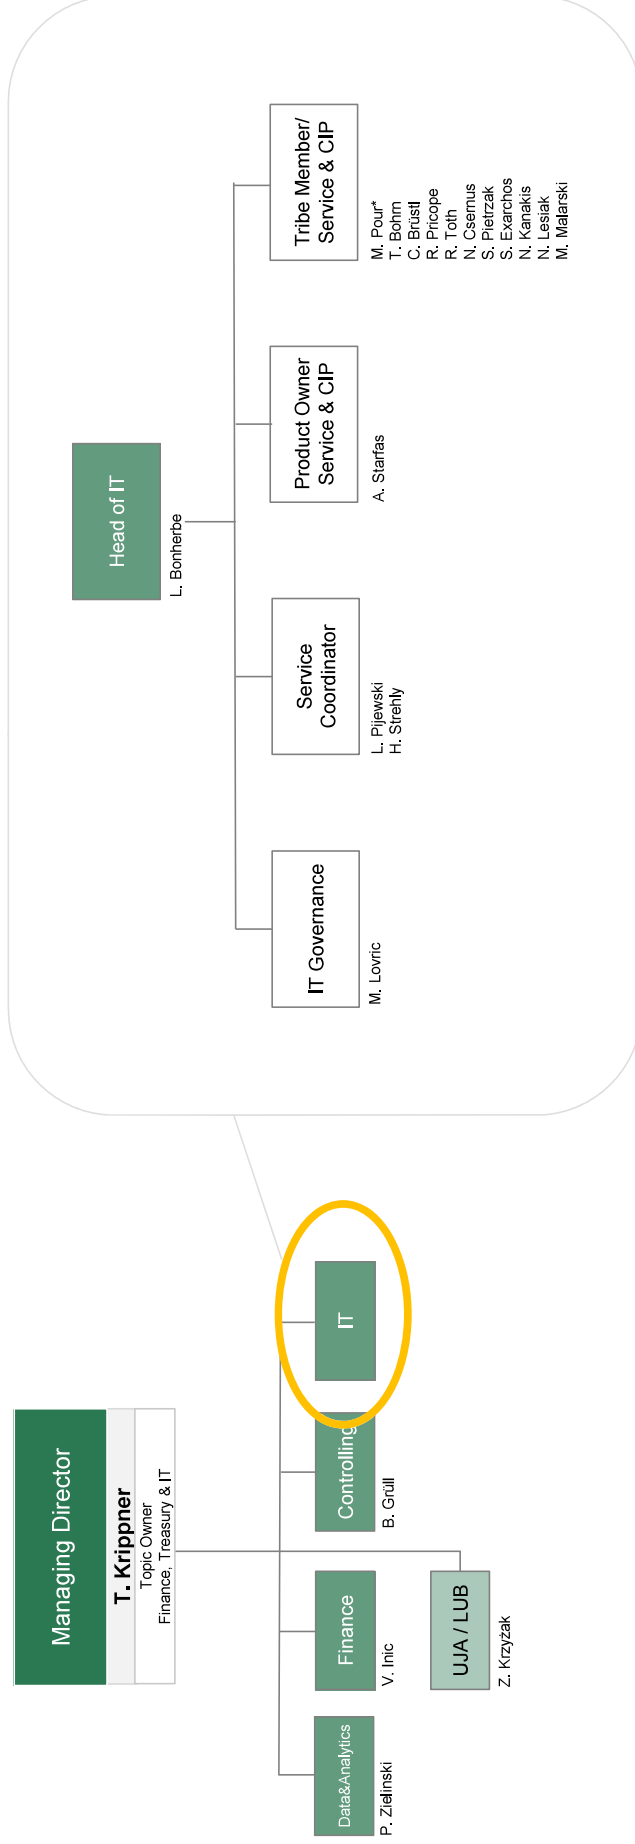 Managing Director
T. Krippner
Topic Owner
Finance, Treasury & IT
Data&Analytics
P. Zielinski
Finance
V. Inic
Controlling
B. Grüll
IT
UJA / LUB
Z. Krzyżak
Head of IT
L. Bonherbe
IT Governance
M. Lovric
Service
Coordinator
L. Pijewski
H. Strehly
Product Owner
Service & CIP
A. Starfas
Tribe Member/
Service & CIP
M. Pour*
T. Bohm
C. Brüstl
R. Pricope
R. Toth
N. Csernus
S. Pietrzak
S. Exarchos
N. Kanakis
N. Lesiak
M. Malarski